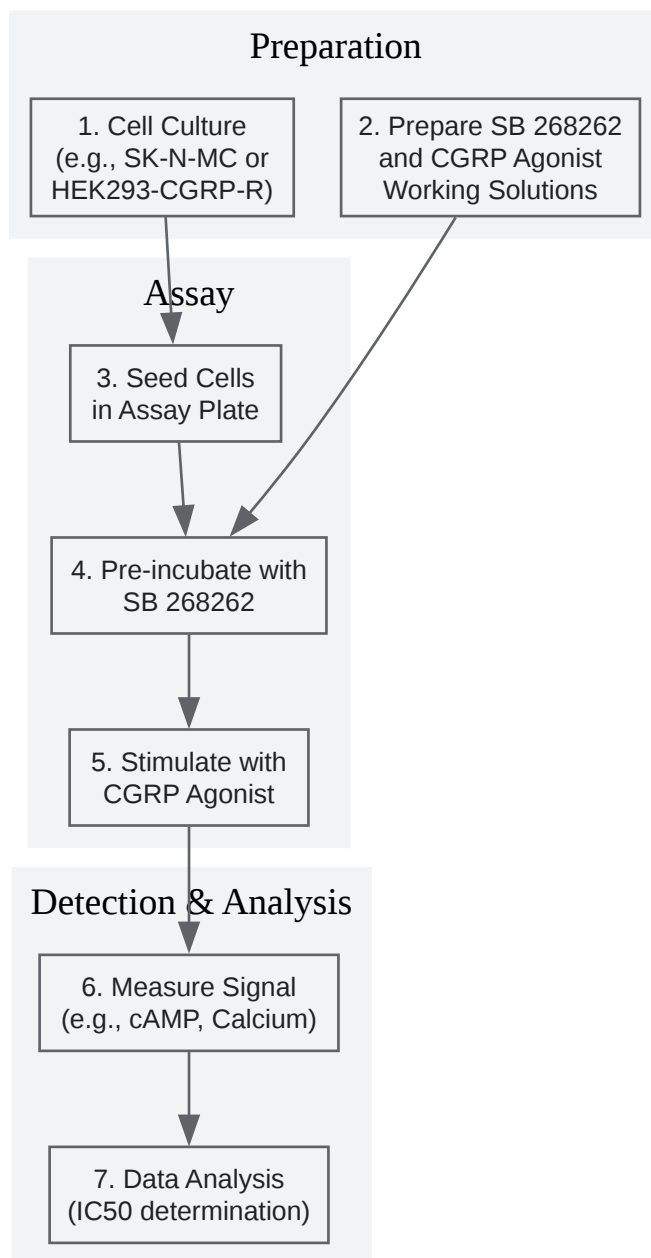 Preparation
1. Cell Culture
(e.g., SK-N-MC or
HEK293-CGRP-R)
2. Prepare SB 268262
and CGRP Agonist
Working Solutions
Assay
3. Seed Cells
in Assay Plate
4. Pre-incubate with
SB 268262
5. Stimulate with
CGRP Agonist
Detection & Analysis
6. Measure Signal
(e.g., cAMP, Calcium)
7. Data Analysis
(IC50 determination)